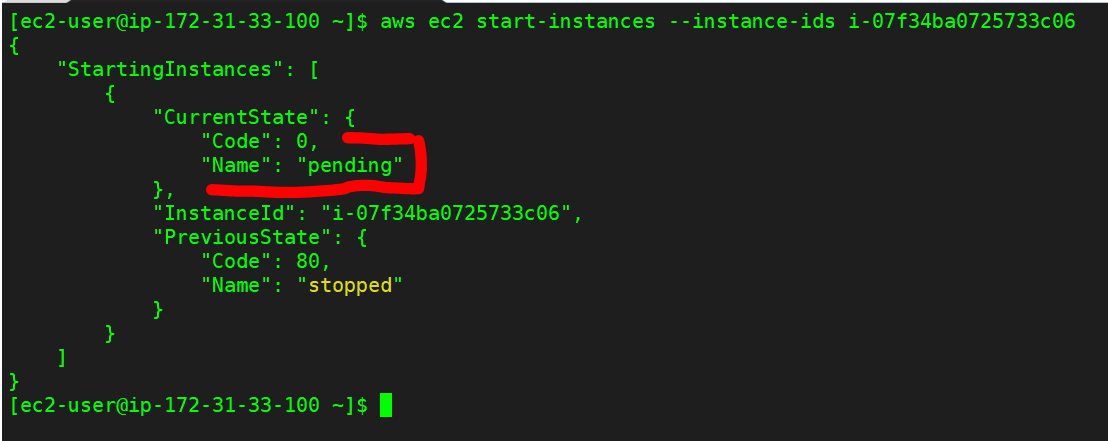 [ec2-user@ip-172-31-33-100 ~]$ aws ec2 start-instances --instance-ids i-07f34ba0725733c06
{
    "StartingInstances": [
        {
            "CurrentState": {
                "Code": 0,
                "Name": "pending"
            },
            "InstanceId": "i-07f34ba0725733c06",
            "PreviousState": {
                "Code": 80,
                "Name": "stopped"
            }
        }
    ]
}
[ec2-user@ip-172-31-33-100 ~]$